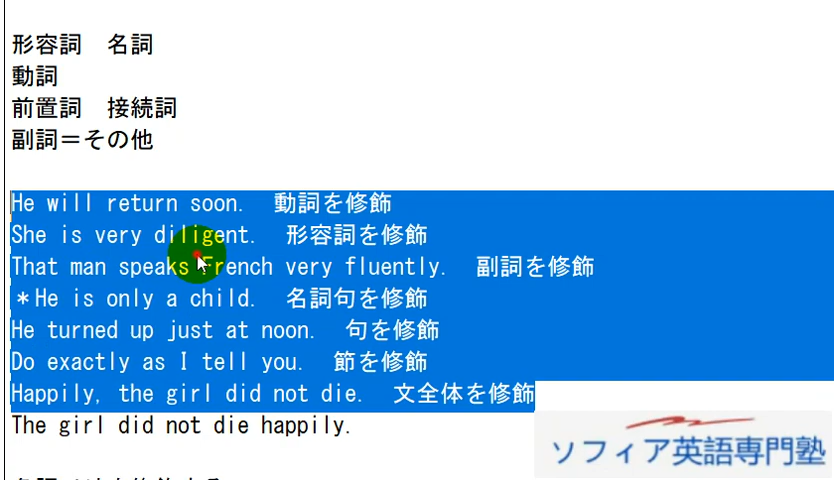 形容詞　名詞
動詞
前置詞　接続詞
副詞＝その他
He will return soon.　動詞を修飾
She is very diligent.　形容詞を修飾
That man speaks French very fluently.　副詞を修飾
＊He is only a child.　名詞句を修飾
He turned up just at noon.　句を修飾
Do exactly as I tell you.　節を修飾
Happily, the girl did not die.　文全体を修飾
The girl did not die happily.
ソフィア英語専門塾